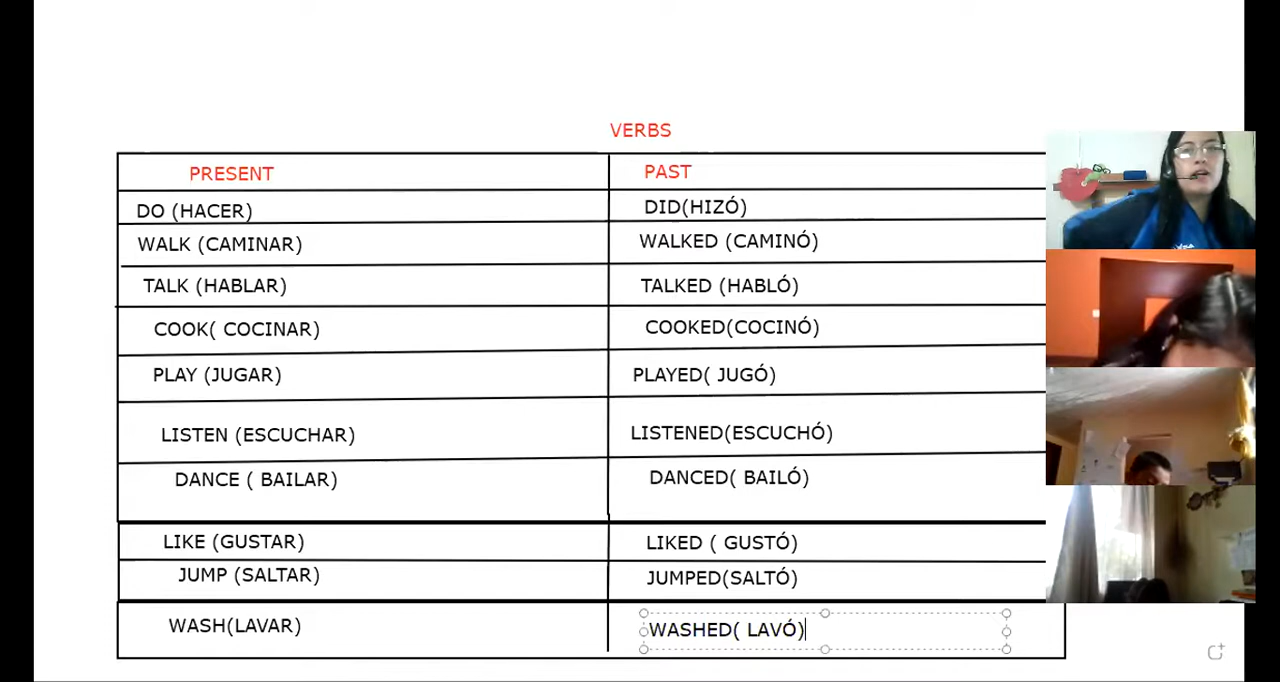 VERBS
PRESENT PAST
DO (HACER) DID(HIZÓ)
WALK (CAMINAR) WALKED (CAMINÓ)
TALK (HABLAR) TALKED (HABLÓ)
COOK( COCINAR) COOKED(COCINÓ)
PLAY (JUGAR) PLAYED( JUGÓ)
LISTEN (ESCUCHAR) LISTENED(ESCUCHÓ)
DANCE ( BAILAR) DANCED( BAILÓ)
LIKE (GUSTAR) LIKED ( GUSTÓ)
JUMP (SALTAR) JUMPED(SALTÓ)
WASH(LAVAR) WASHED( LAVÓ)